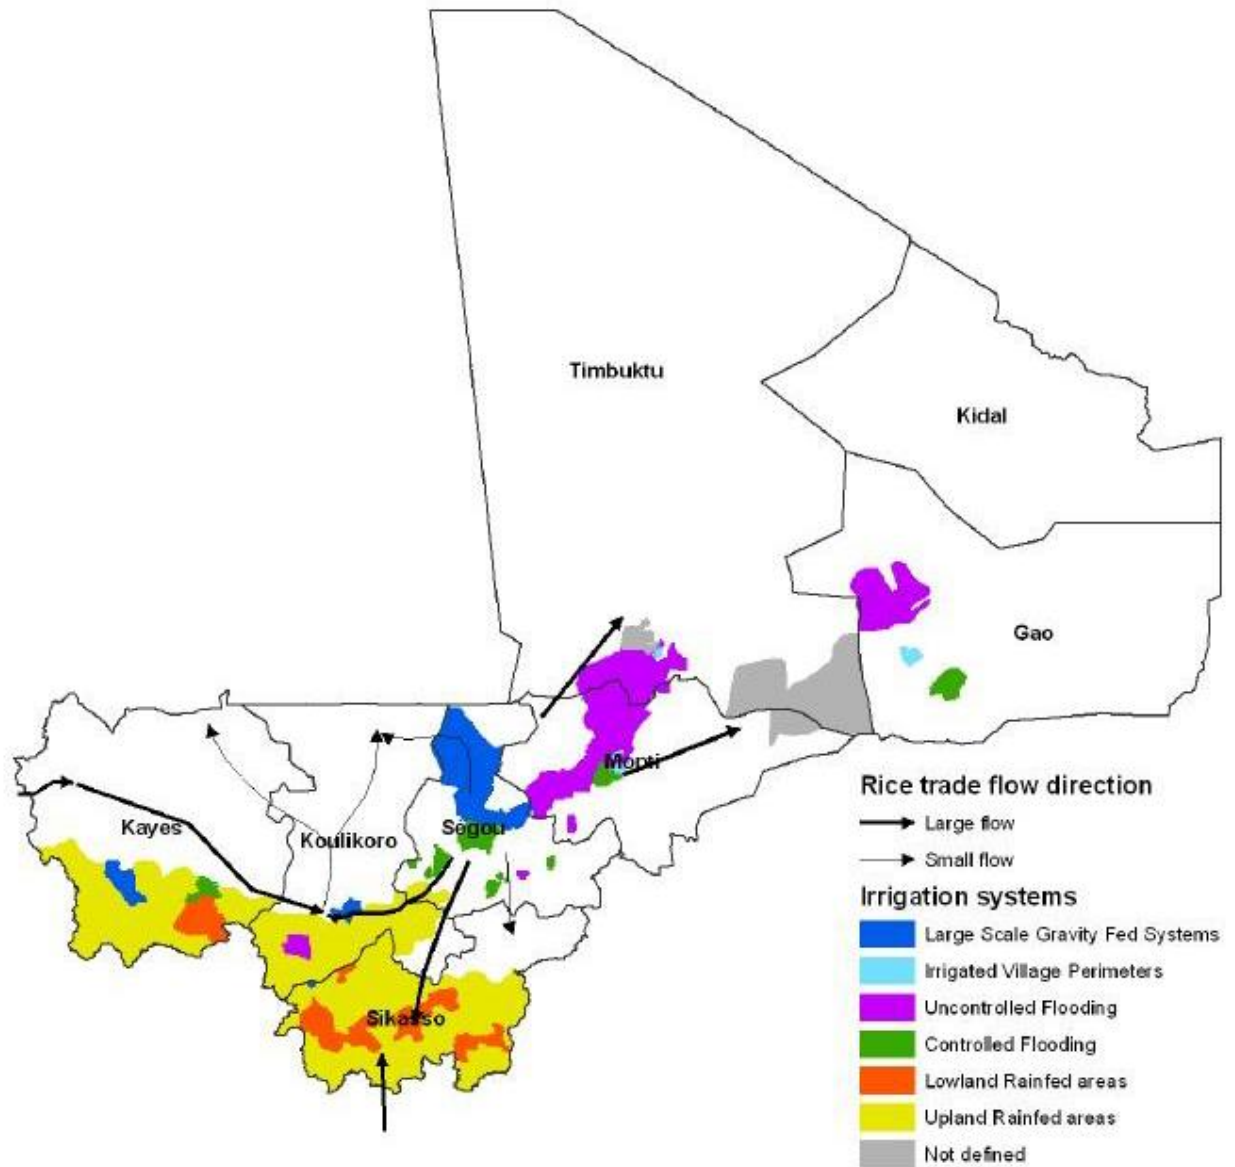 Timbuktu
Kidal
Gao
Mopti
Kayes
Koulikoro
Ségou
Sikasso
Rice trade flow direction
Large flow
Small flow
Irrigation systems
Large Scale Gravity Fed Systems
Irrigated Village Perimeters
Uncontrolled Flooding
Controlled Flooding
Lowland Rainfed areas
Upland Rainfed areas
Not defined